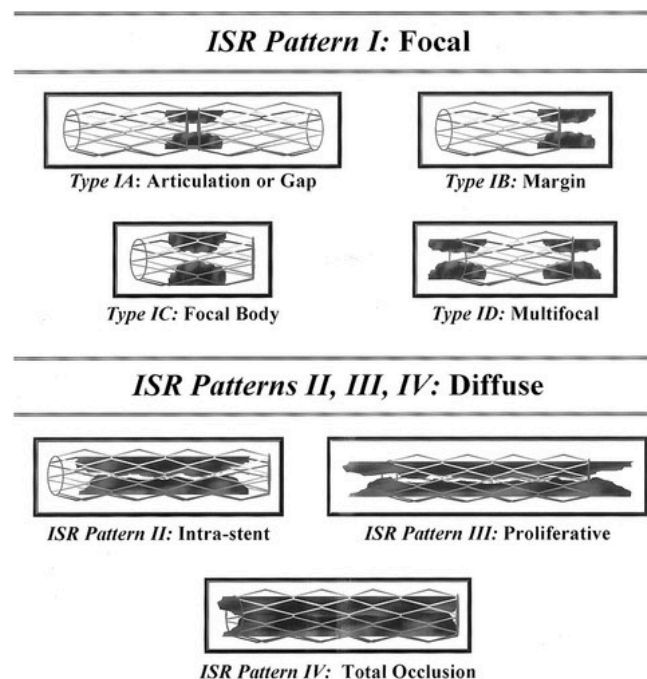 ISR Pattern I: Focal
Type IA: Articulation or Gap
Type IB: Margin
Type IC: Focal Body
Type ID: Multifocal
ISR Patterns II, III, IV: Diffuse
ISR Pattern II: Intra-stent
ISR Pattern III: Proliferative
ISR Pattern IV: Total Occlusion